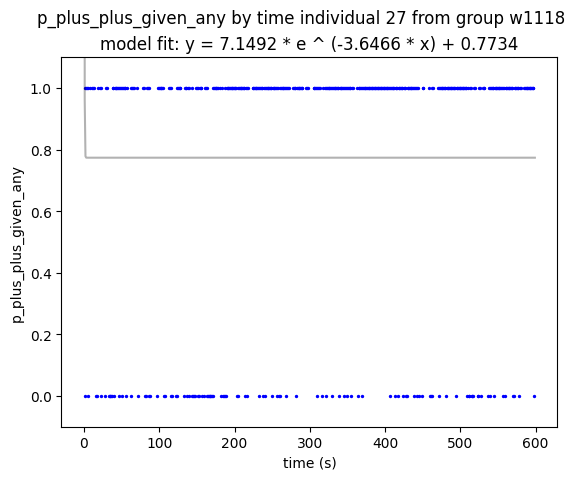 p_plus_plus_given_any by time individual 27 from group w1118
model fit: y = 7.1492 * e ^ (-3.6466 * x) + 0.7734
p_plus_plus_given_any
1.0
0.8
0.6
0.4
0.2
0.0
0 100 200 300 400 500 600
time (s)